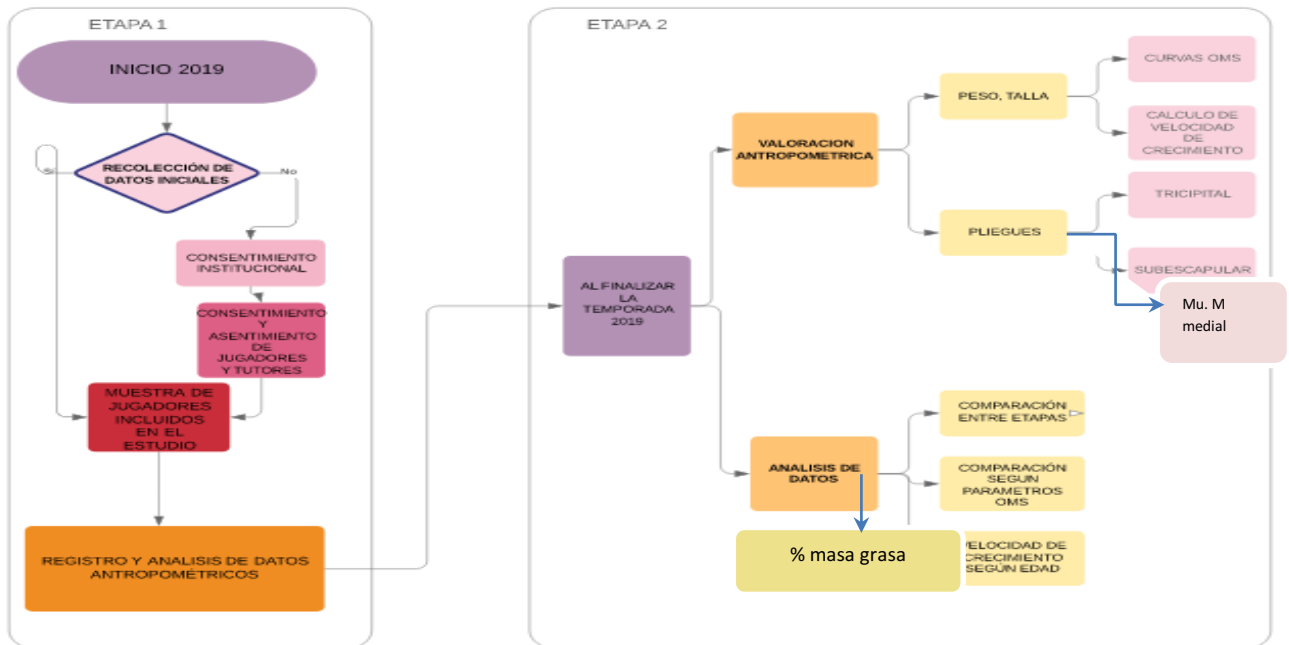 ETAPA 1
INICIO 2019
RECOLECCIÓN DE
DATOS INICIALES
Si
No
CONSENTIMIENTO
INSTITUCIONAL
CONSENTIMIENTO
Y
ASENTIMIENTO
DE
JUGADORES
Y TUTORES
MUESTRA DE
JUGADORES
INCLUIDOS
EN EL
ESTUDIO
REGISTRO Y ANALISIS DE DATOS
ANTROPOMÉTRICOS
ETAPA 2
AL FINALIZAR
LA
TEMPORADA
2019
VALORACION
ANTROPOMETRICA
PESO, TALLA
CURVAS OMS
CALCULO DE
VELOCIDAD
DE
CRECIMIENTO
PLIEGUES
TRICIPITAL
SUBESCAPULAR
Mu. M
medial
ANALISIS DE
DATOS
COMPARACIÓN
ENTRE ETAPAS
COMPARACIÓN
SEGUN
PARAMETROS
OMS
% masa grasa
VELOCIDAD DE
CRECIMIENTO
SEGÚN EDAD